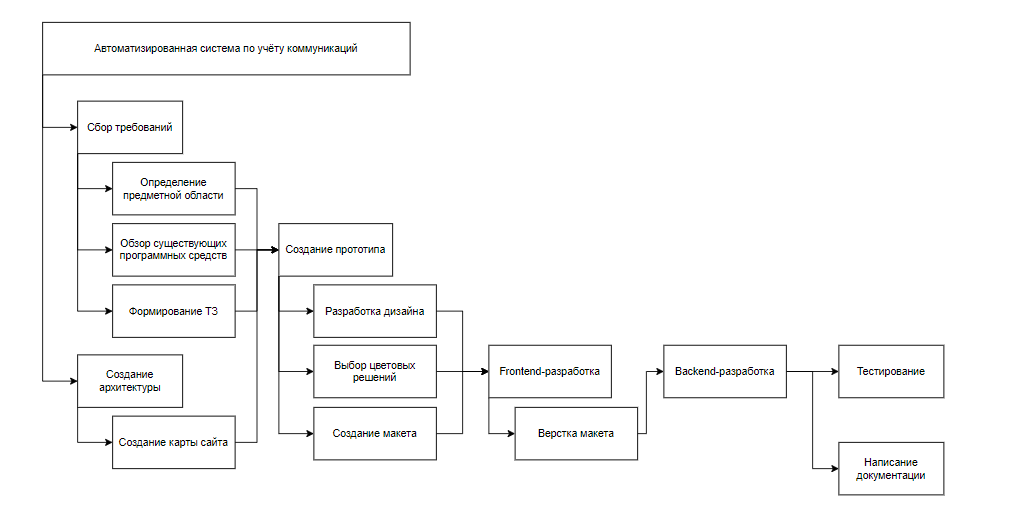 Автоматизированная система по учёту коммуникаций
Сбор требований
Определение
предметной области
Обзор существующих
программных средств
Создание прототипа
Формирование ТЗ
Разработка дизайна
Создание
архитектуры
Выбор цветовых
решений
Frontend-разработка
Backend-разработка
Тестирование
Создание карты сайта
Создание макета
Верстка макета
Написание
документации